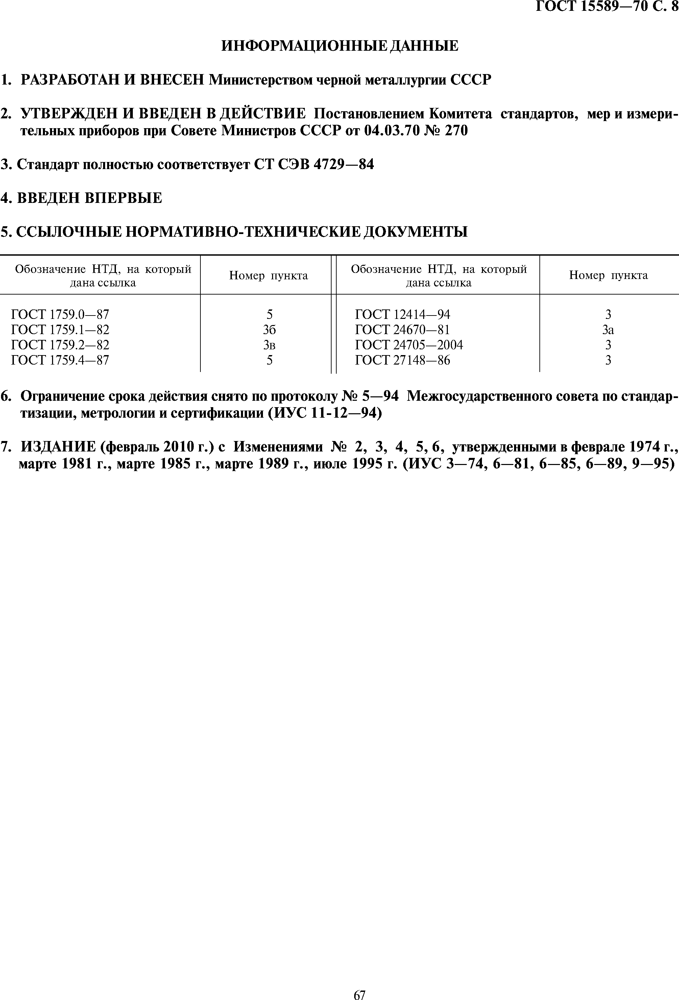 ГОСТ 15589—70 С. 8
ИНФОРМАЦИОННЫЕ ДАННЫЕ
1. РАЗРАБОТАН И ВНЕСЕН Министерством черной металлургии СССР
2. УТВЕРЖДЕН И ВВЕДЕН В ДЕЙСТВИЕ Постановлением Комитета стандартов, мер и измери-
тельных приборов при Совете Министров СССР от 04.03.70 № 270
3. Стандарт полностью соответствует СТ СЭВ 4729—84
4. ВВЕДЕН ВПЕРВЫЕ
5. ССЫЛОЧНЫЕ НОРМАТИВНО-ТЕХНИЧЕСКИЕ ДОКУМЕНТЫ
Обозначение НТД, на который дана ссылка | Номер пункта | Обозначение НТД, на который дана ссылка | Номер пункта
ГОСТ 1759.0—87 | 5 | ГОСТ 12414—94 | 3
ГОСТ 1759.1—82 | 3б | ГОСТ 24670—81 | 3а
ГОСТ 1759.2—82 | 3в | ГОСТ 24705—2004 | 3
ГОСТ 1759.4—87 | 5 | ГОСТ 27148—86 | 3
6. Ограничение срока действия снято по протоколу № 5—94 Межгосударственного совета по стандар-
тизации, метрологии и сертификации (ИУС 11-12—94)
7. ИЗДАНИЕ (февраль 2010 г.) с Изменениями № 2, 3, 4, 5, 6, утвержденными в феврале 1974 г.,
марте 1981 г., марте 1985 г., марте 1989 г., июле 1995 г. (ИУС 3—74, 6—81, 6—85, 6—89, 9—95)
67